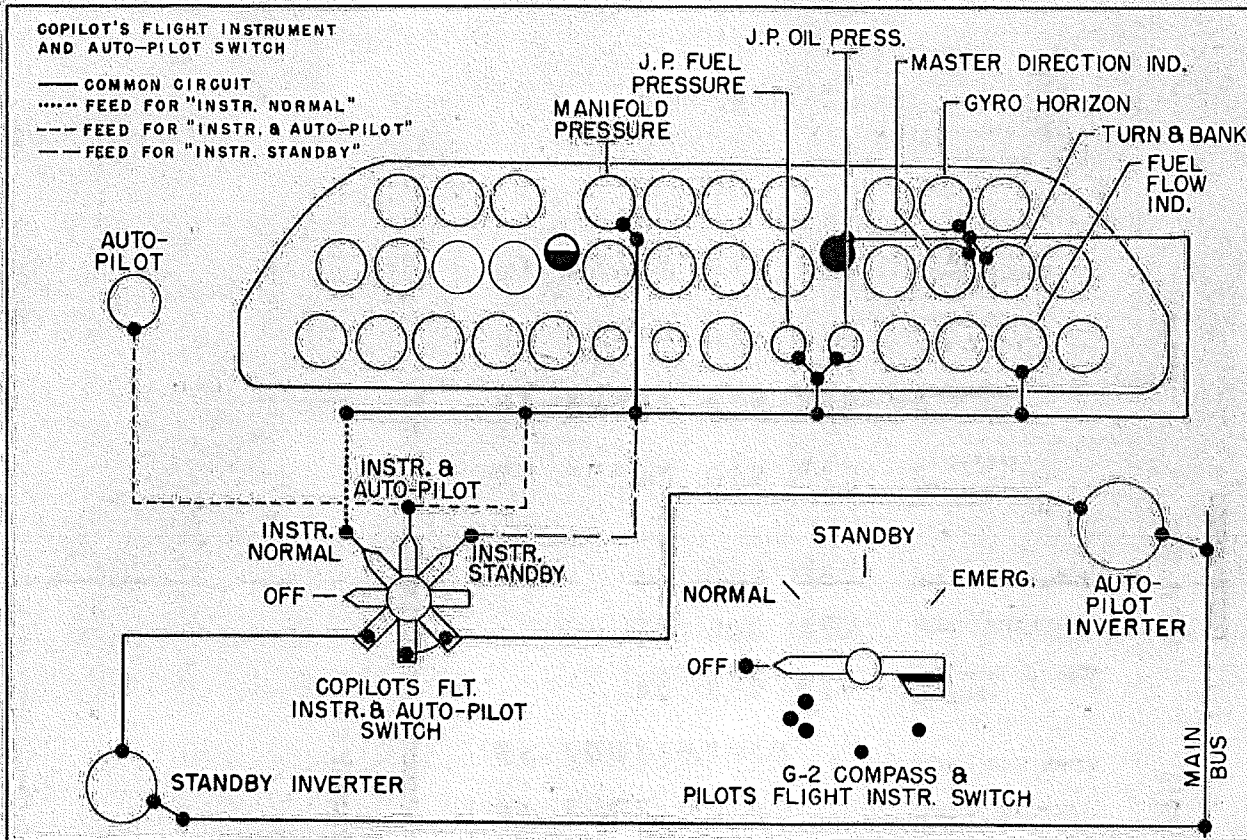 COPILOT'S FLIGHT INSTRUMENT
AND AUTO-PILOT SWITCH
COMMON CIRCUIT
FEED FOR "INSTR. NORMAL"
FEED FOR "INSTR. & AUTO-PILOT"
FEED FOR "INSTR. STANDBY"
J.P. OIL PRESS.
J.P. FUEL
PRESSURE
MANIFOLD
PRESSURE
MASTER DIRECTION IND.
GYRO HORIZON
TURN & BANK
FUEL
FLOW
IND.
AUTO-
PILOT
INSTR. &
AUTO-PILOT
INSTR.
NORMAL
INSTR.
STANDBY
OFF
COPILOTS FLT.
INSTR. & AUTO-PILOT
SWITCH
STANDBY INVERTER
STANDBY
NORMAL
EMERG.
OFF
G-2 COMPASS &
PILOTS FLIGHT INSTR. SWITCH
AUTO-
PILOT
INVERTER
MAIN
BUS